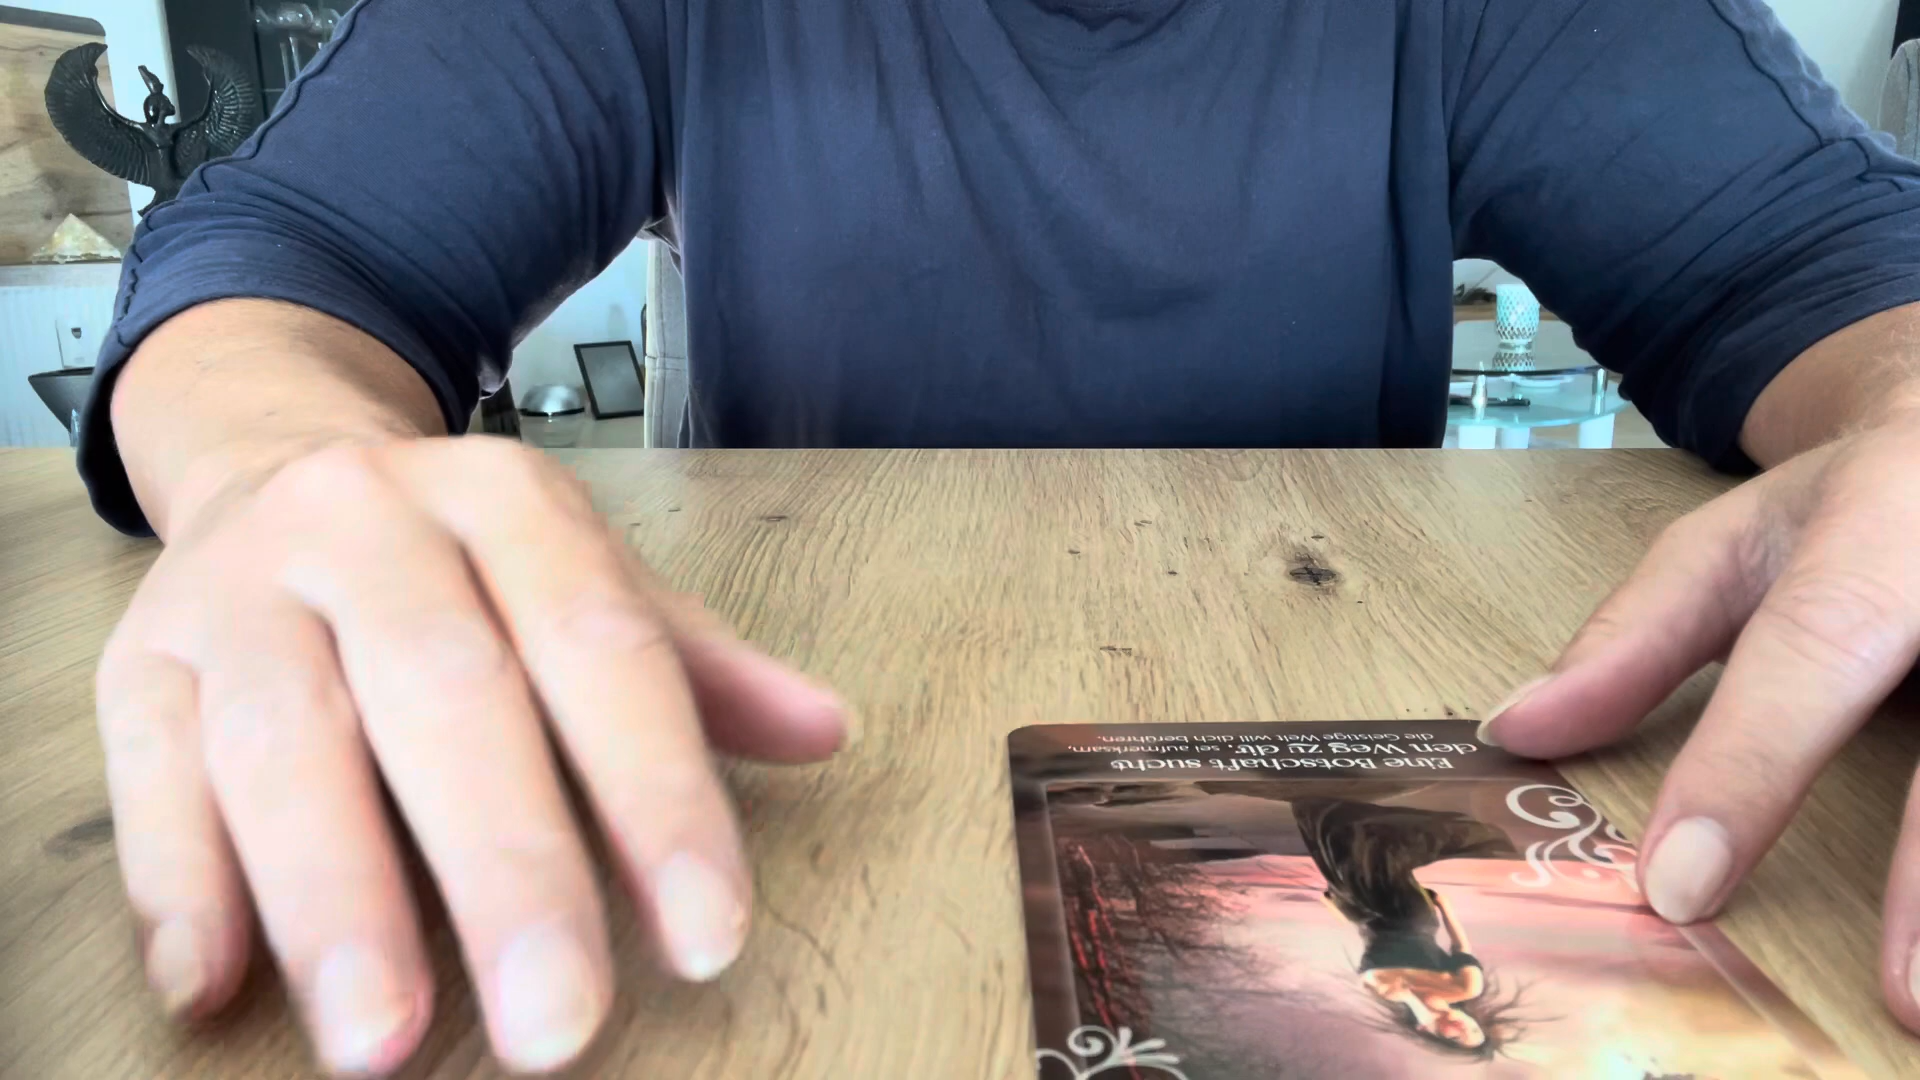 Eine Botschaft sucht
den Weg zu dir, sei aufmerksam,
die Geistige Welt will dich berühren.